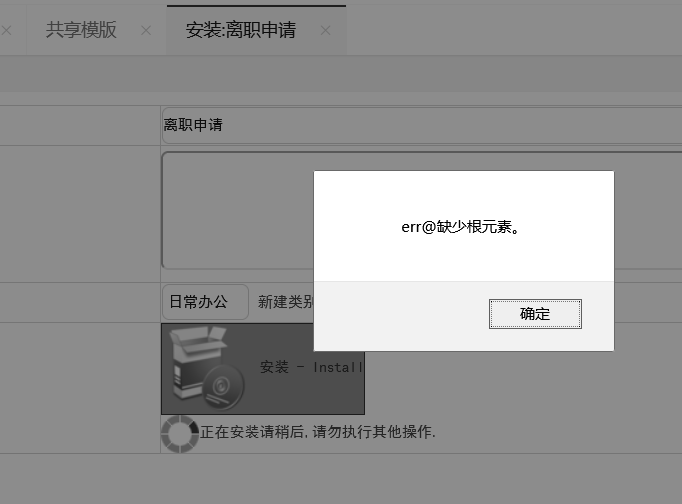 共享模版
安装:离职申请
离职申请
err@缺少根元素。
确定
日常办公
新建类别
安装 - Install
正在安装请稍后, 请勿执行其他操作.